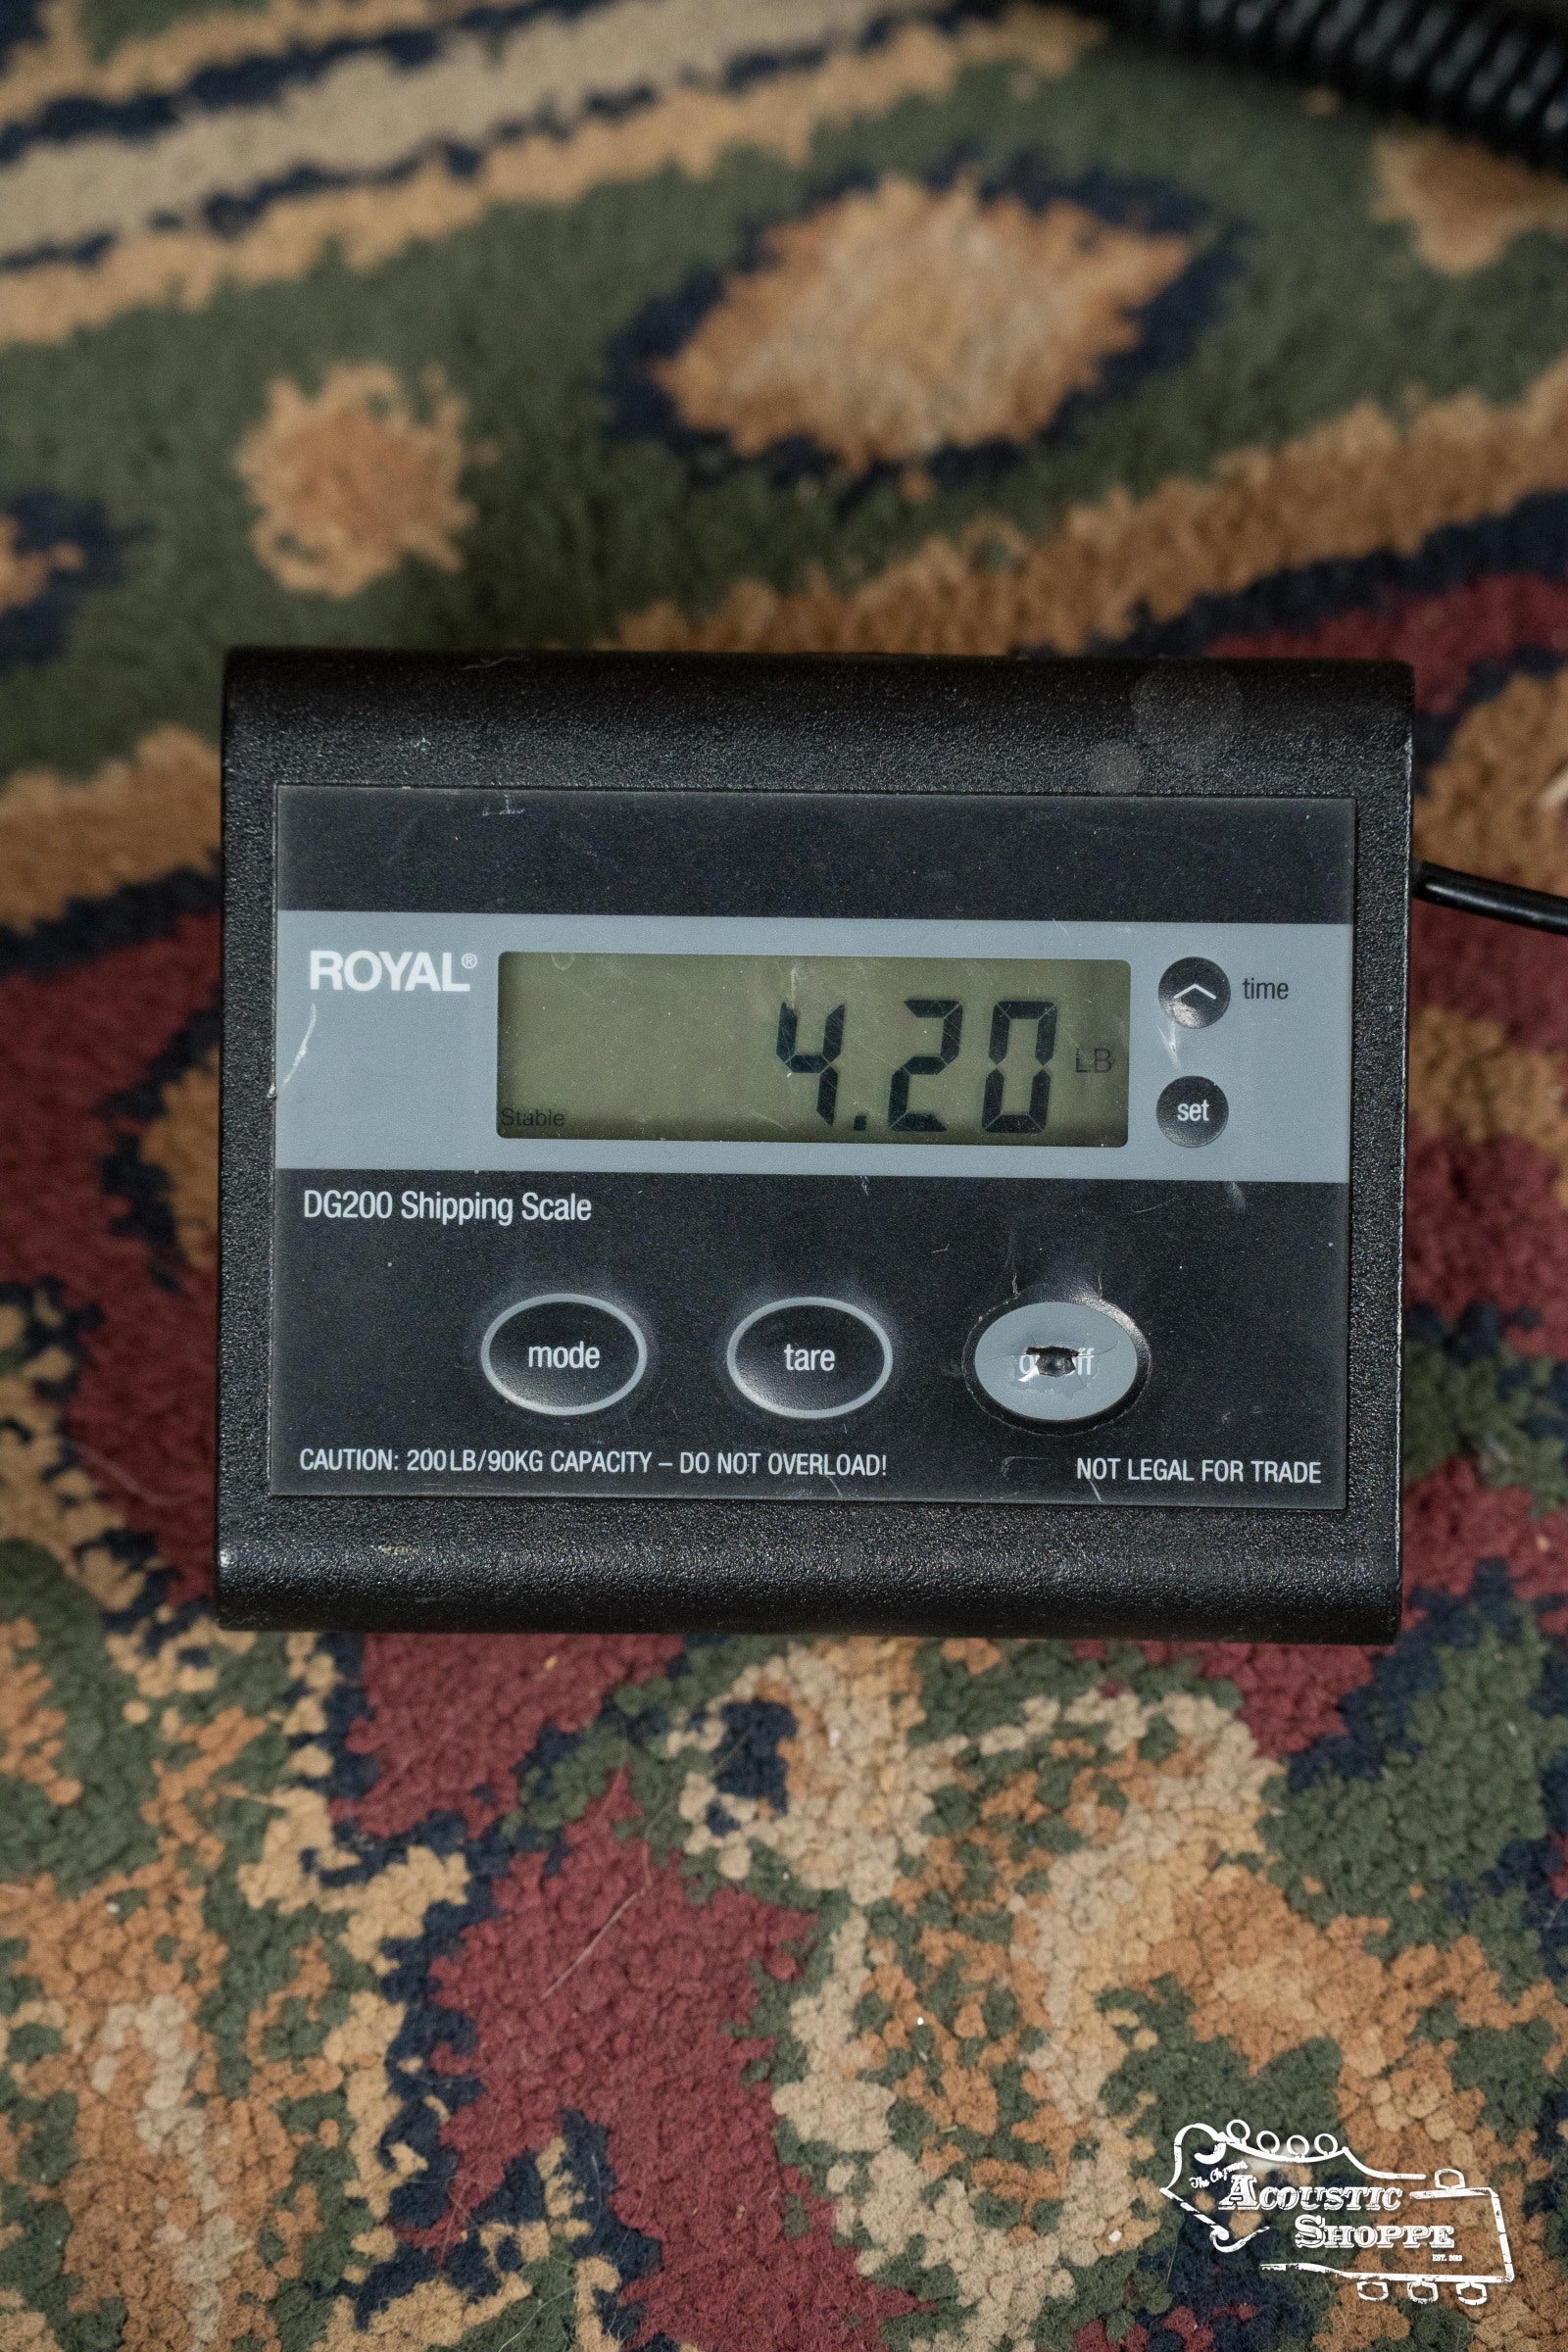 ROYAL®
4.20 LB
Stable
time
set
DG200 Shipping Scale
mode
tare
CAUTION: 200LB/90KG CAPACITY – DO NOT OVERLOAD!
NOT LEGAL FOR TRADE
The
ACOUSTIC
SHOPPE